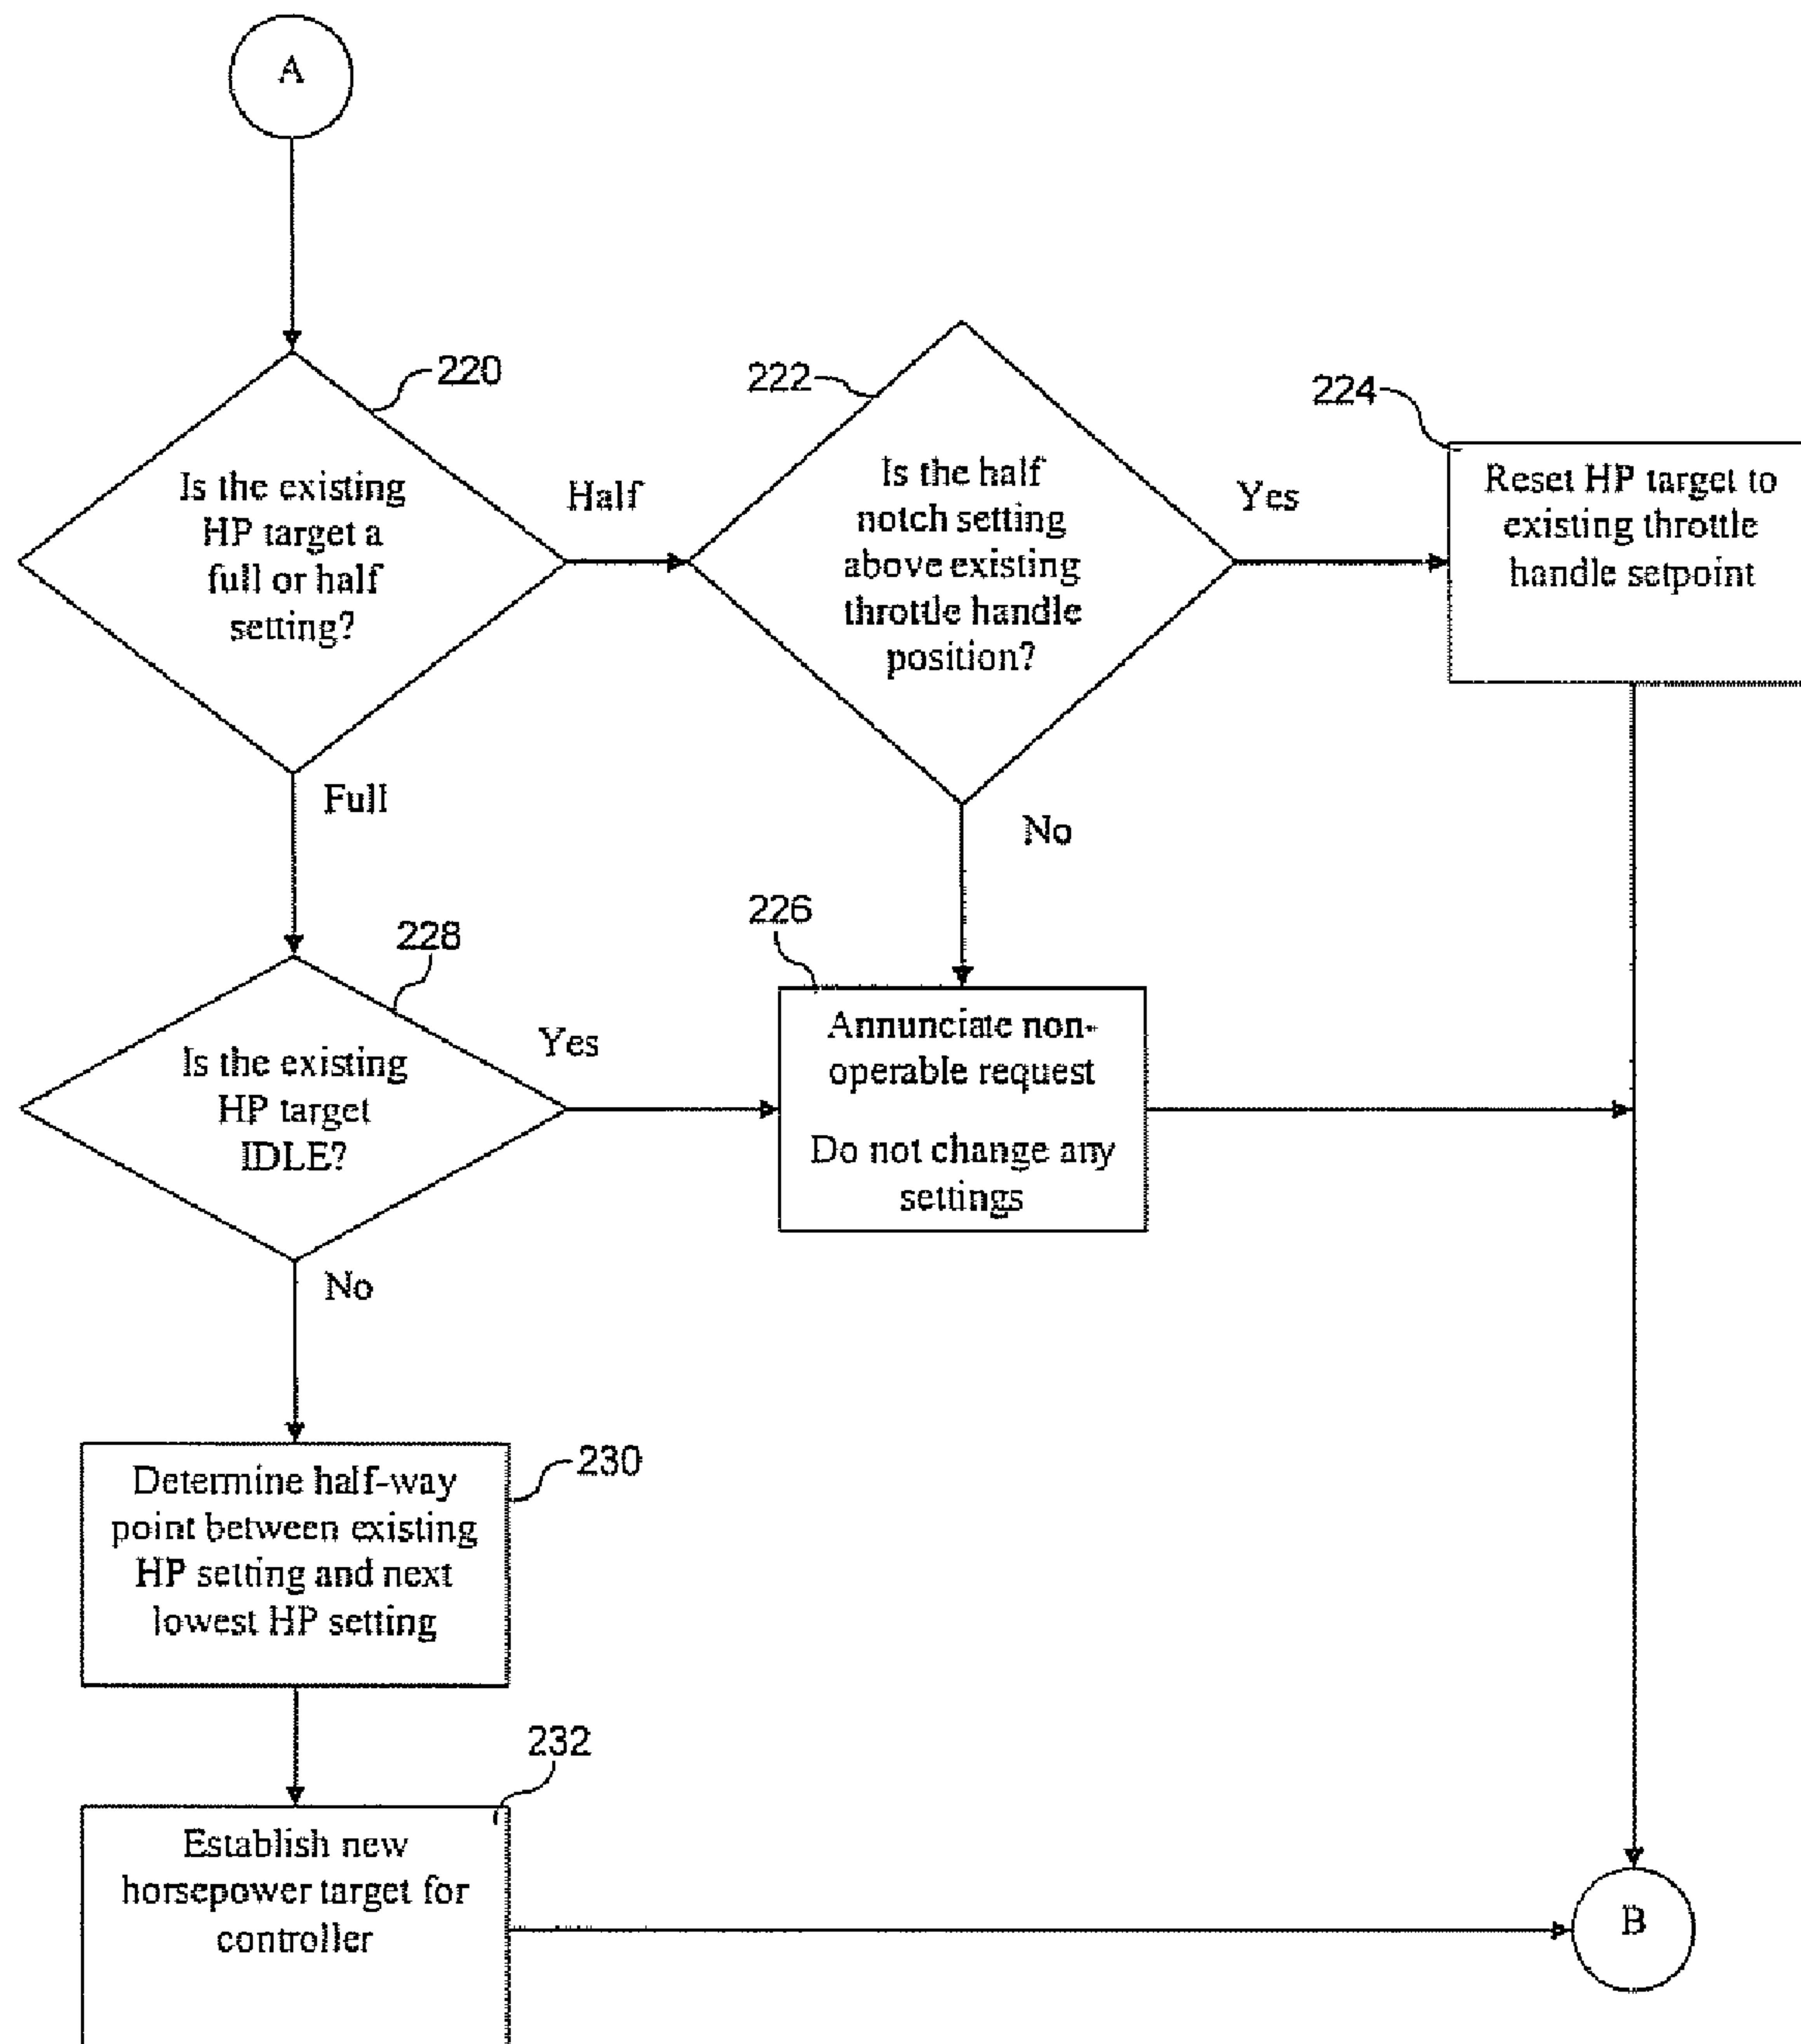 A
220
Is the existing
HP target a
full or half
setting?
Half
222
Is the half
notch setting
above existing
throttle handle
position?
Yes
224
Reset HP target to
existing throttle
handle setpoint
Full
No
228
Is the existing
HP target
IDLE?
Yes
226
Annunciate non-
operable request
Do not change any
settings
No
230
Determine half-way
point between existing
HP setting and next
lowest HP setting
232
Establish new
horsepower target for
controller
B